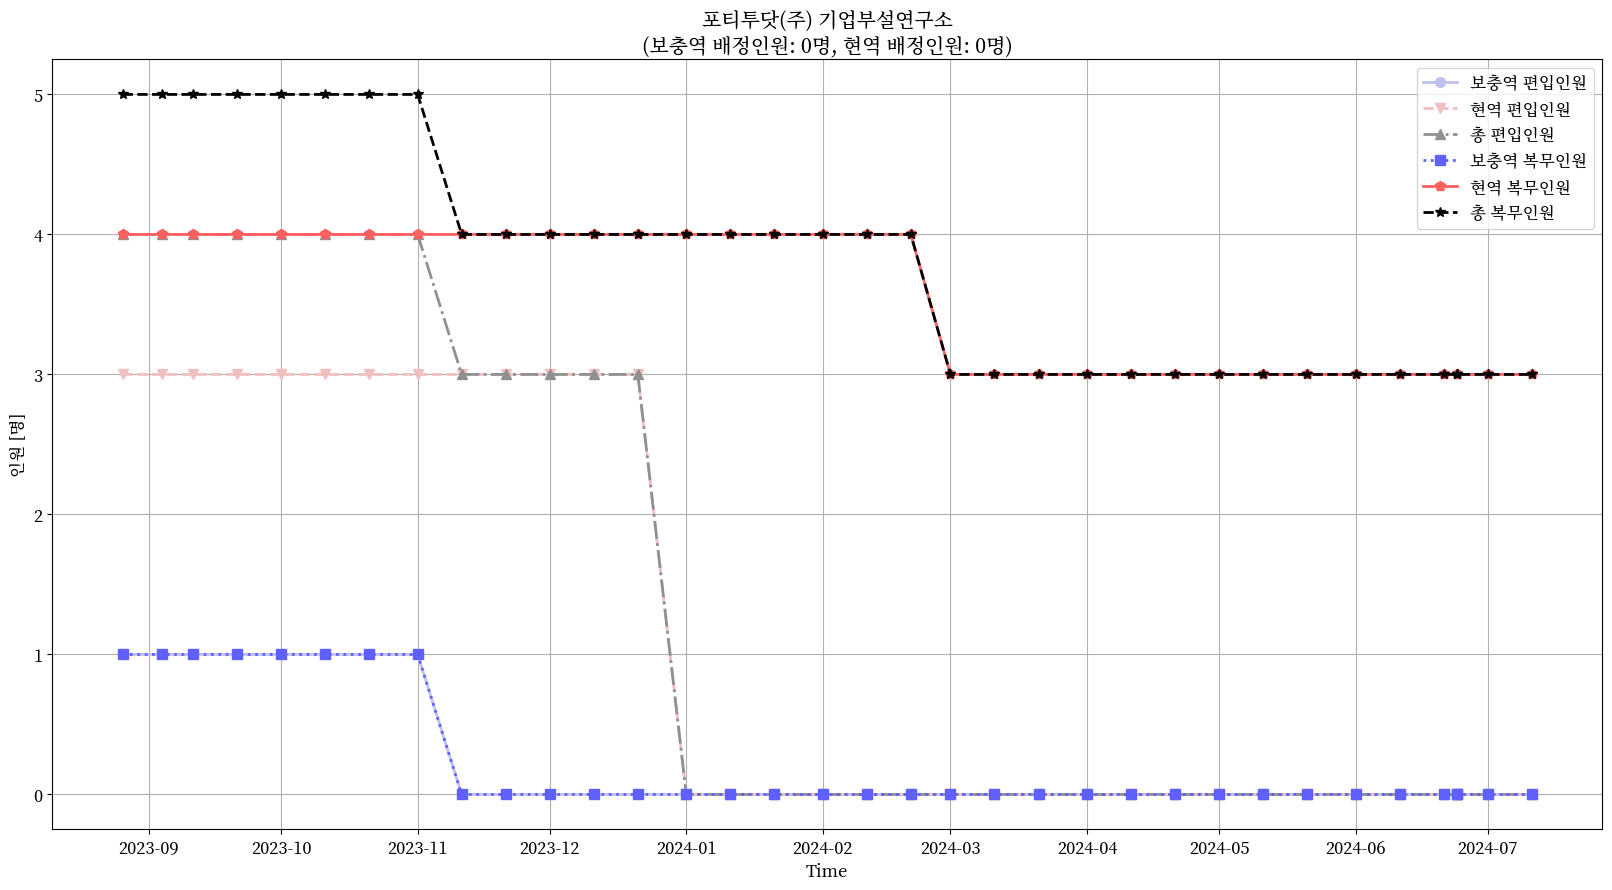 포티투닷(주) 기업부설연구소
(보충역 배정인원: 0명, 현역 배정인원: 0명)
보충역 편입인원
현역 편입인원
총 편입인원
보충역 복무인원
현역 복무인원
총 복무인원
인원 [명]
5
4
3
2
1
0
2023-09
2023-10
2023-11
2023-12
2024-01
2024-02
2024-03
2024-04
2024-05
2024-06
2024-07
Time